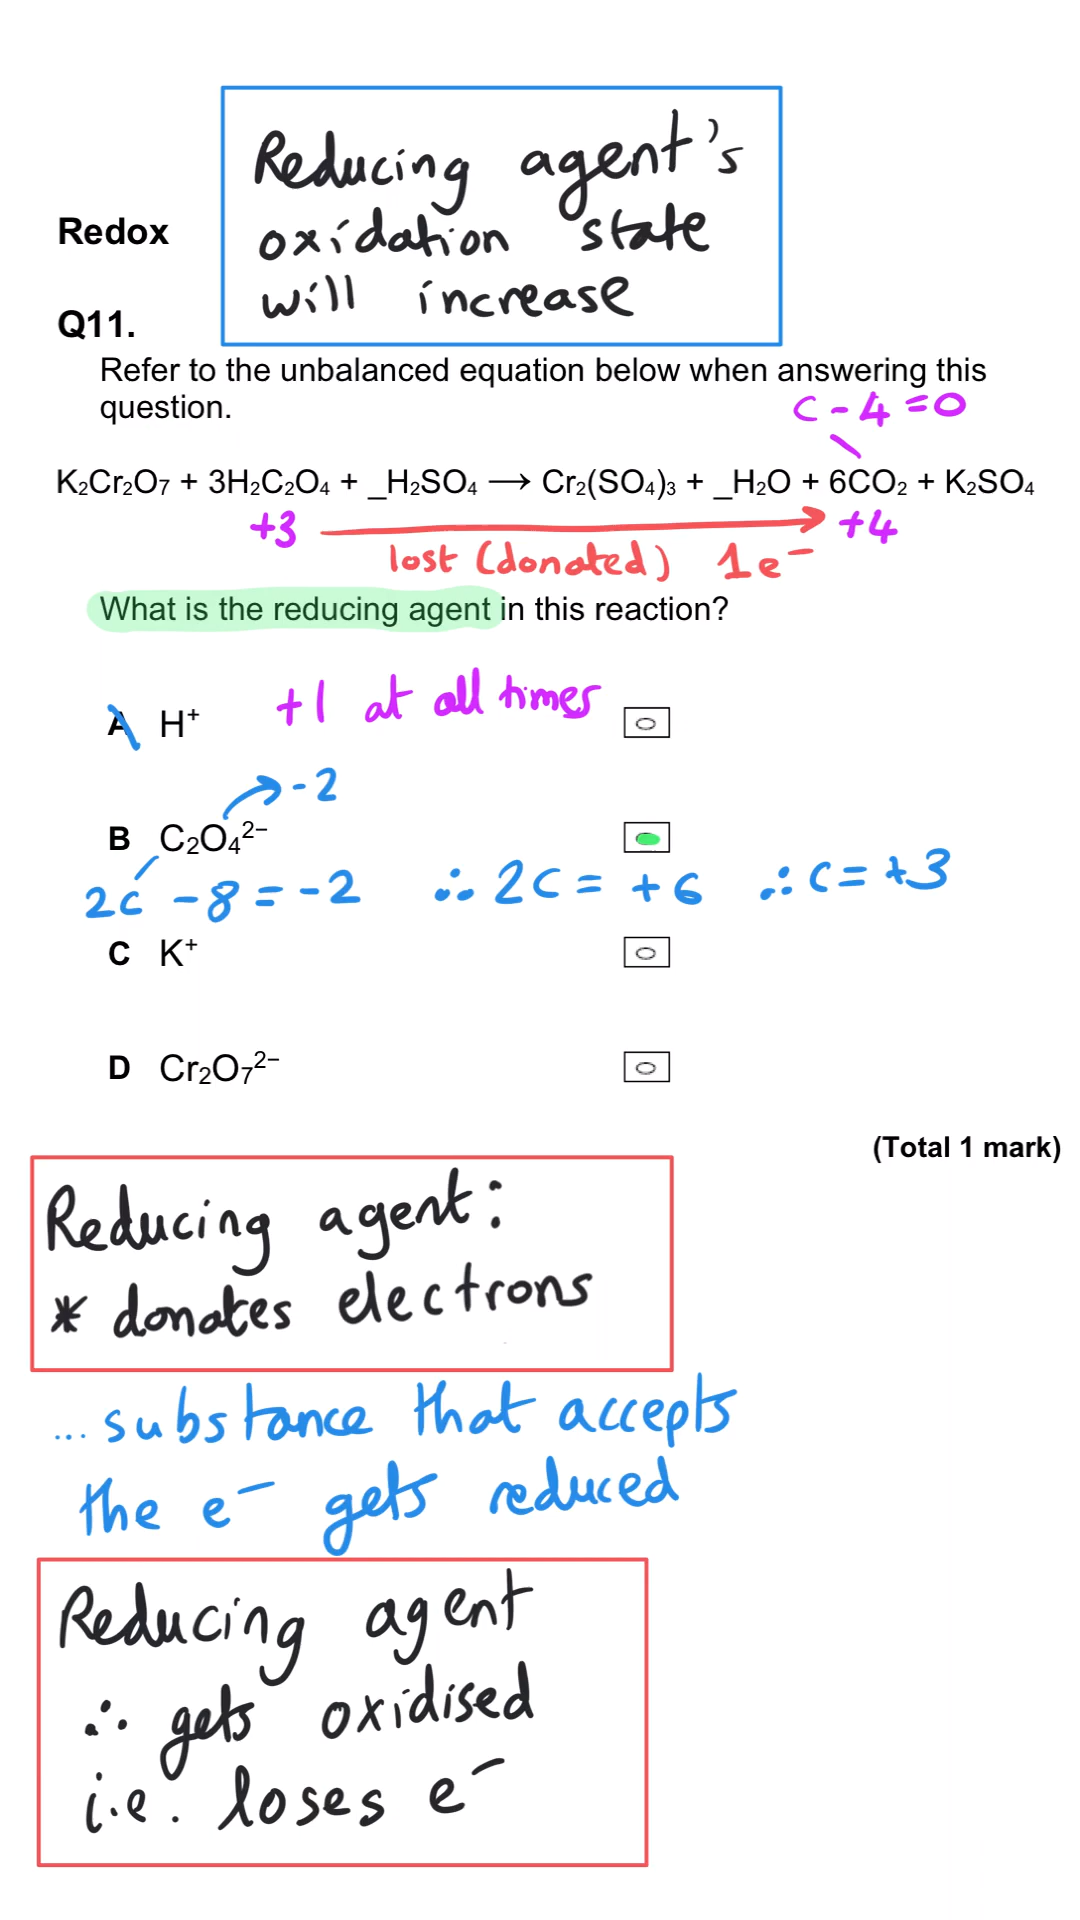 Reducing agent's
oxidation state
will increase
Redox
Q11.
Refer to the unbalanced equation below when answering this
question.
C - 4 = 0
K₂Cr₂O₇ + 3H₂C₂O₄ + _H₂SO₄ ⟶ Cr₂(SO₄)₃ + _H₂O + 6CO₂ + K₂SO₄
+3 +4
lost (donated) 1e⁻
What is the reducing agent in this reaction?
A H⁺ +1 at all times
-2
B C₂O₄²⁻
2C - 8 = -2 ∴ 2C = +6 ∴ C = +3
C K⁺
D Cr₂O₇²⁻
(Total 1 mark)
Reducing agent:
* donates electrons
... substance that accepts
the e⁻ gets reduced
Reducing agent
∴ gets oxidised
i.e. loses e⁻